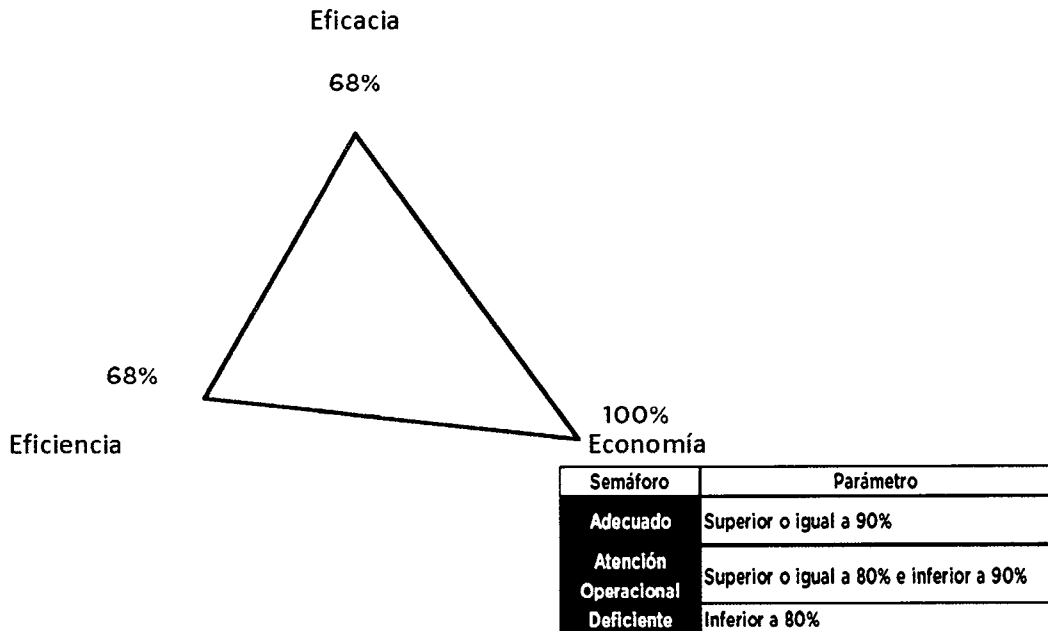 Eficacia
68%
68%
Eficiencia
100%
Economía
Semáforo Parámetro
Adecuado Superior o igual a 90%
Atención
Operacional Superior o igual a 80% e inferior a 90%
Deficiente Inferior a 80%